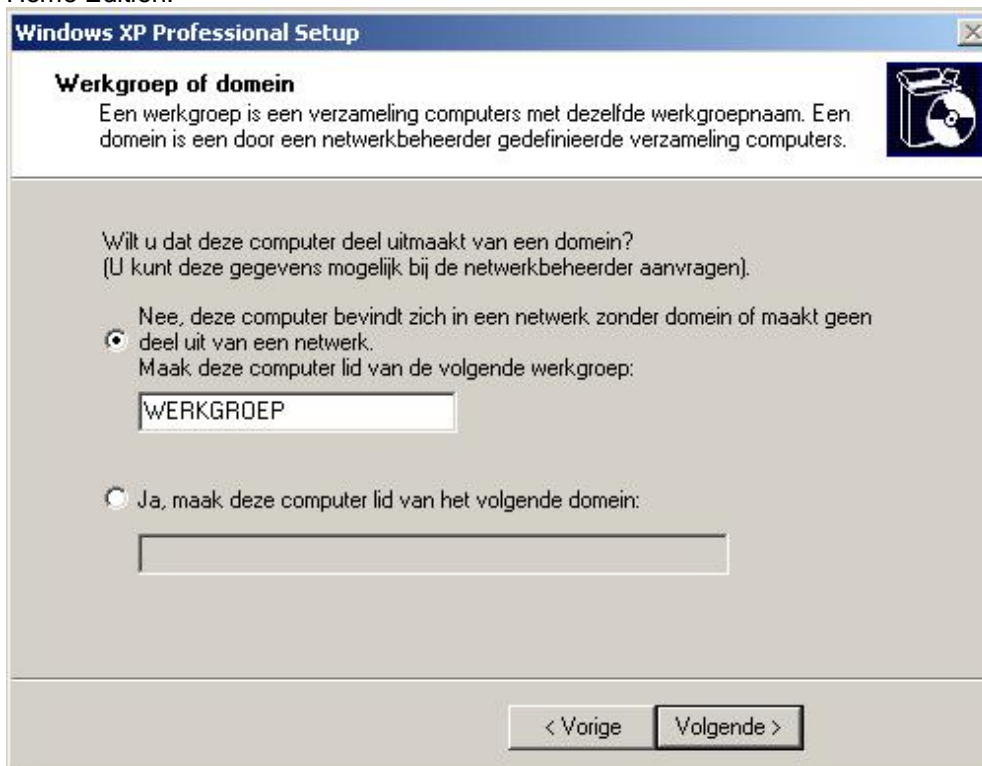 Home Edition.
Windows XP Professional Setup
Werkgroep of domein
Een werkgroep is een verzameling computers met dezelfde werkgroepnaam. Een
domein is een door een netwerkbeheerder gedefinieerde verzameling computers.
Wilt u dat deze computer deel uitmaakt van een domein?
(U kunt deze gegevens mogelijk bij de netwerkbeheerder aanvragen).
Nee, deze computer bevindt zich in een netwerk zonder domein of maakt geen
deel uit van een netwerk.
Maak deze computer lid van de volgende werkgroep:
WERKGROEP
Ja, maak deze computer lid van het volgende domein:
< Vorige
Volgende >